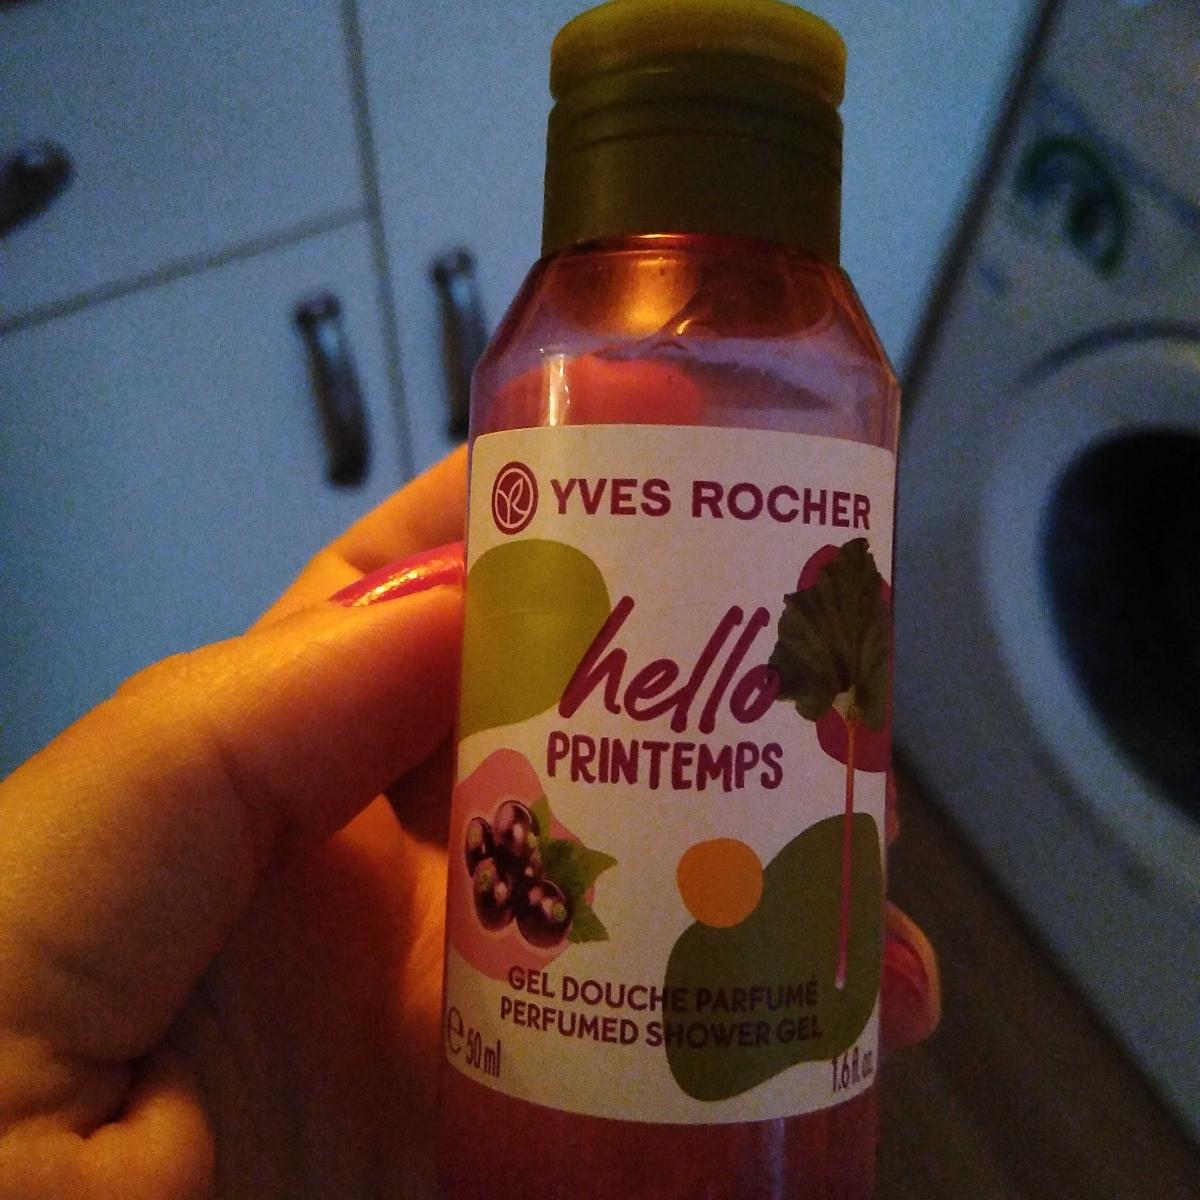 YVES ROCHER
hello
PRINTEMPS
GEL DOUCHE PARFUMÉ
PERFUMED SHOWER GEL
e 50 ml
1.6 fl. oz.